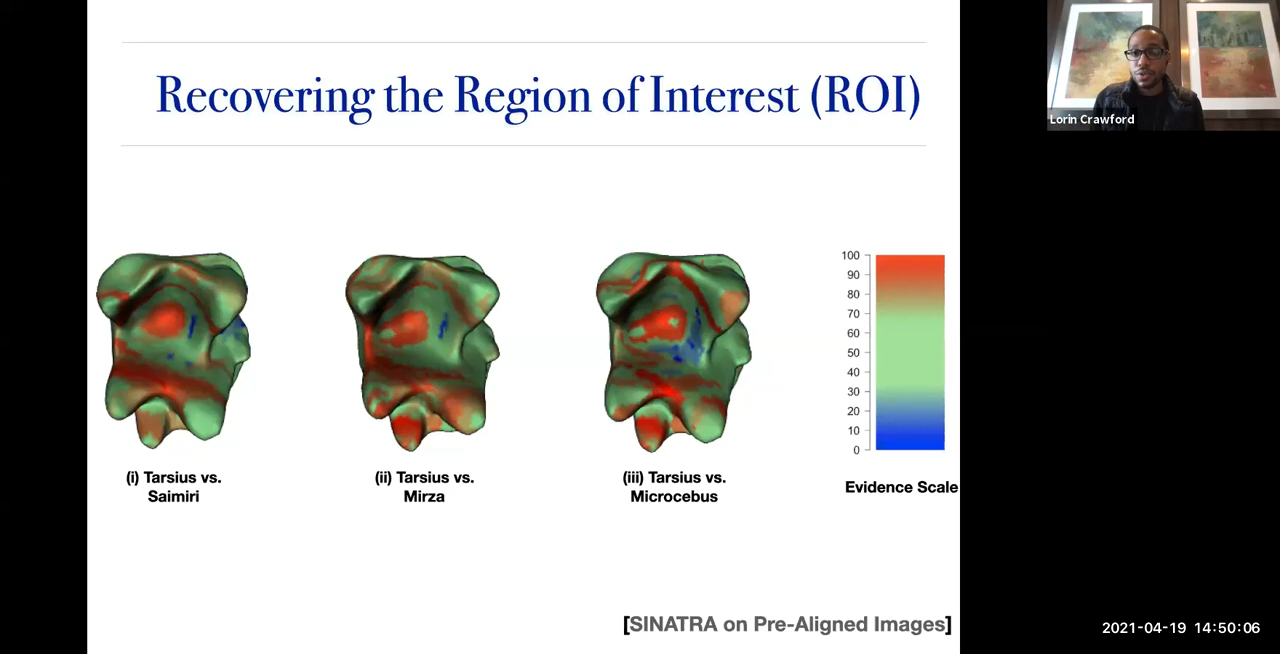 Recovering the Region of Interest (ROI)
Lorin Crawford
100
90
80
70
60
50
40
30
20
10
0
(i) Tarsius vs.
Saimiri
(ii) Tarsius vs.
Mirza
(iii) Tarsius vs.
Microcebus
Evidence Scale
[SINATRA on Pre-Aligned Images]
2021-04-19 14:50:06